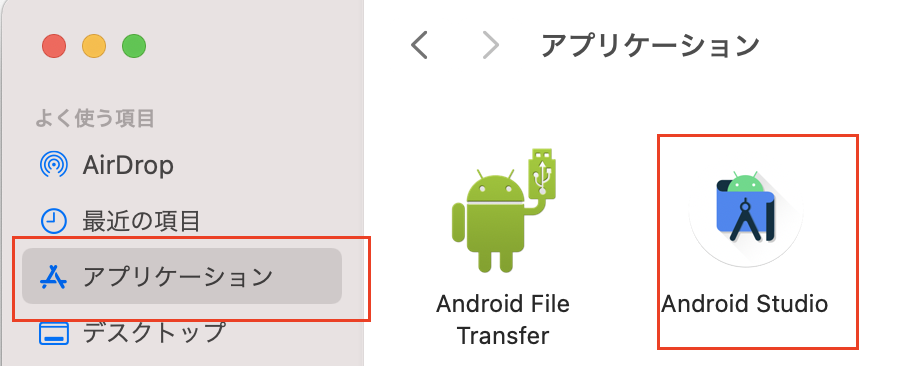 アプリケーション
よく使う項目
AirDrop
最近の項目
アプリケーション
デスクトップ
Android File
Transfer
Android Studio